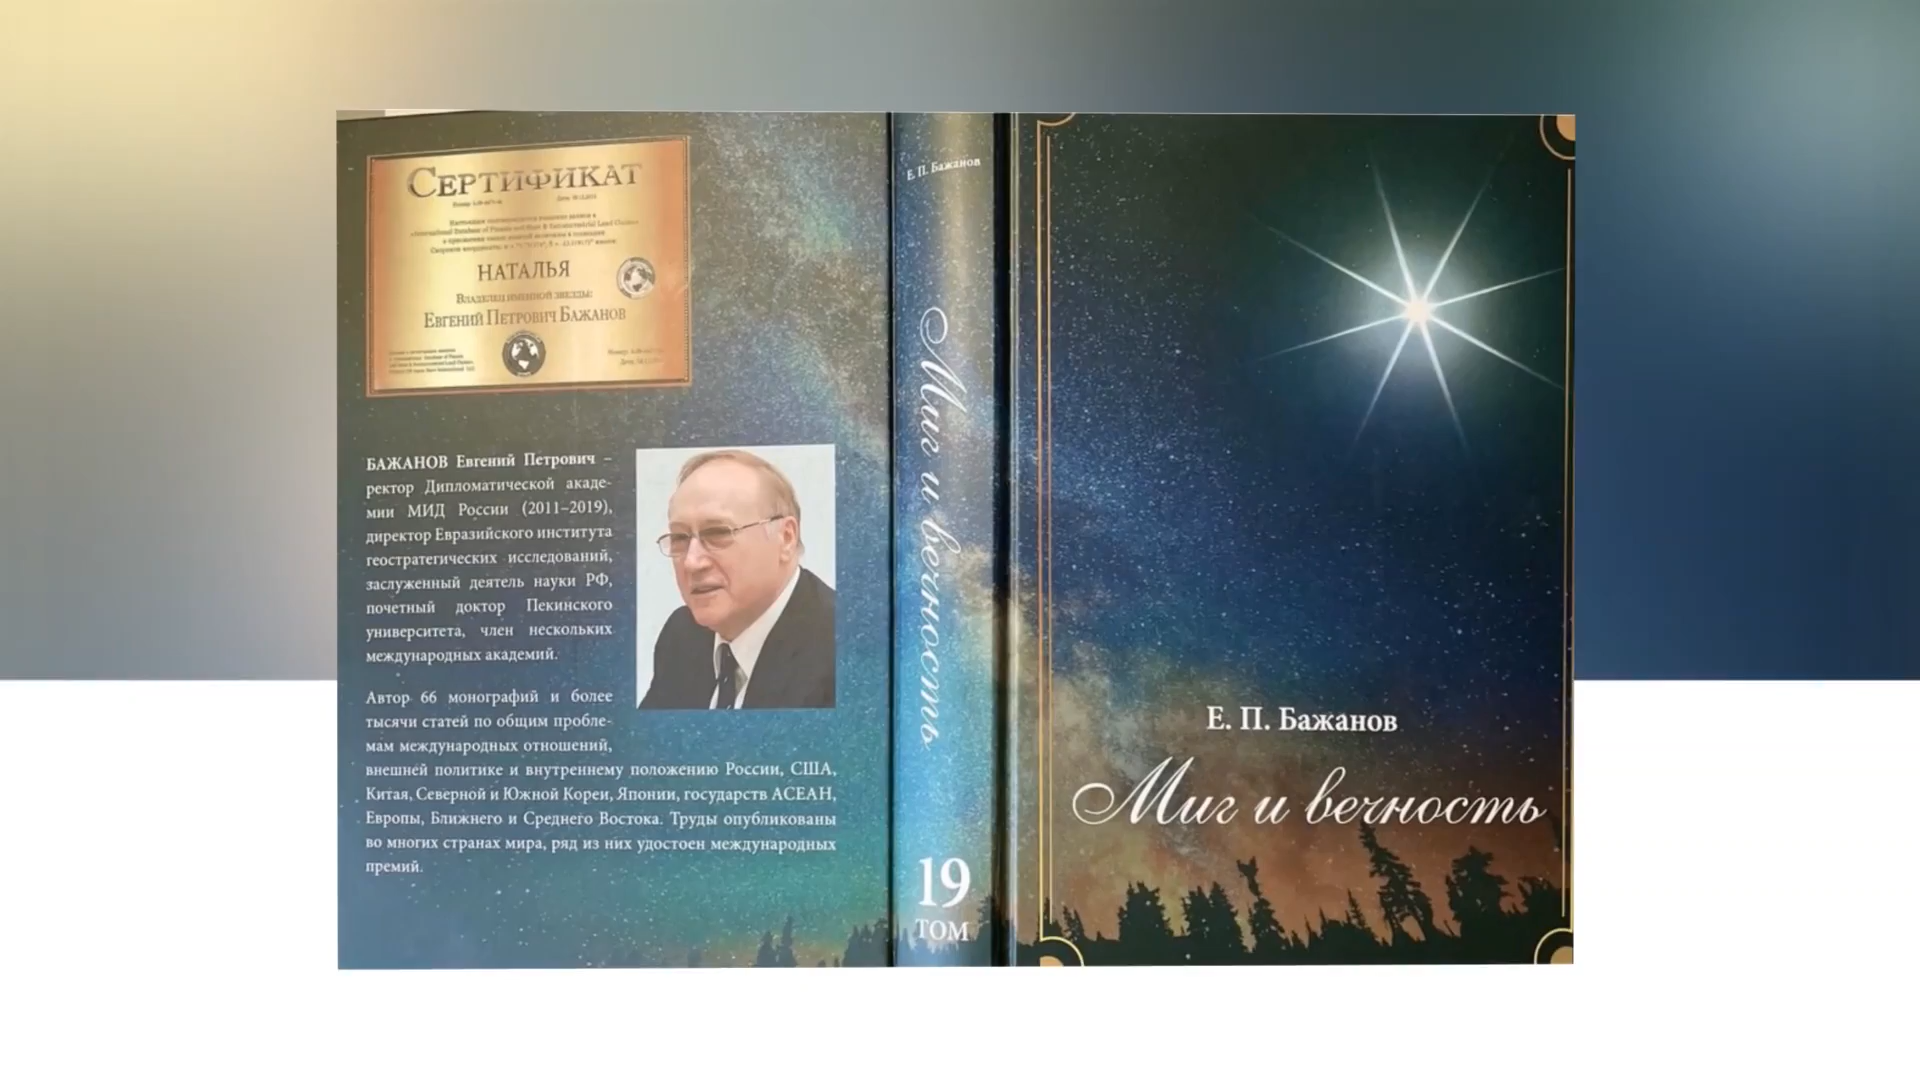 СЕРТИФИКАТ
НАТАЛЬЯ
ВЛАДЕЛЕЦ ИМЕННОЙ ЗВЕЗДЫ:
ЕВГЕНИЙ ПЕТРОВИЧ БАЖАНОВ
БАЖАНОВ Евгений Петрович –
ректор Дипломатической акаде-
мии МИД России (2011–2019),
директор Евразийского института
геостратегических исследований,
заслуженный деятель науки РФ,
почетный доктор Пекинского
университета, член нескольких
международных академий.
Автор 66 монографий и более
тысячи статей по общим пробле-
мам международных отношений,
внешней политике и внутреннему положению России, США,
Китая, Северной и Южной Кореи, Японии, государств АСЕАН,
Европы, Ближнего и Среднего Востока. Труды опубликованы
во многих странах мира, ряд из них удостоен международных
премий.
Е. П. Бажанов
Миг и вечность
19
ТОМ
Е. П. Бажанов
Миг и вечность